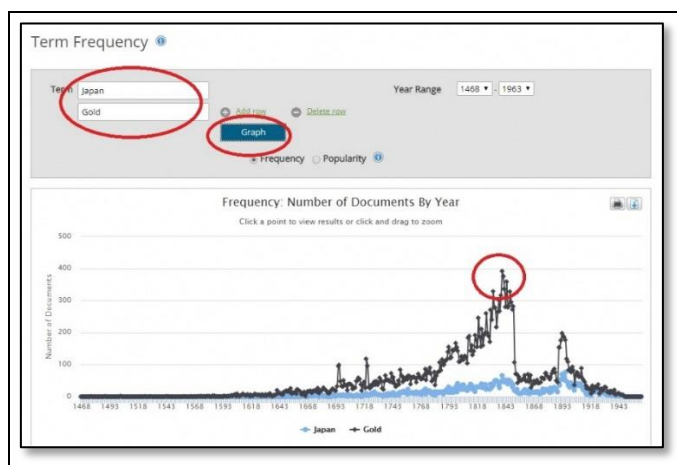 Term Frequency
Term Japan Year Range 1468 - 1963
Gold Add row Delete row
Graph
Frequency Popularity
Frequency: Number of Documents By Year
Click a point to view results or click and drag to zoom
500
400
300
200
100
0
Number of Documents
1468 1493 1518 1543 1568 1593 1618 1643 1668 1693 1718 1743 1768 1793 1818 1843 1868 1893 1918 1943
Japan Gold